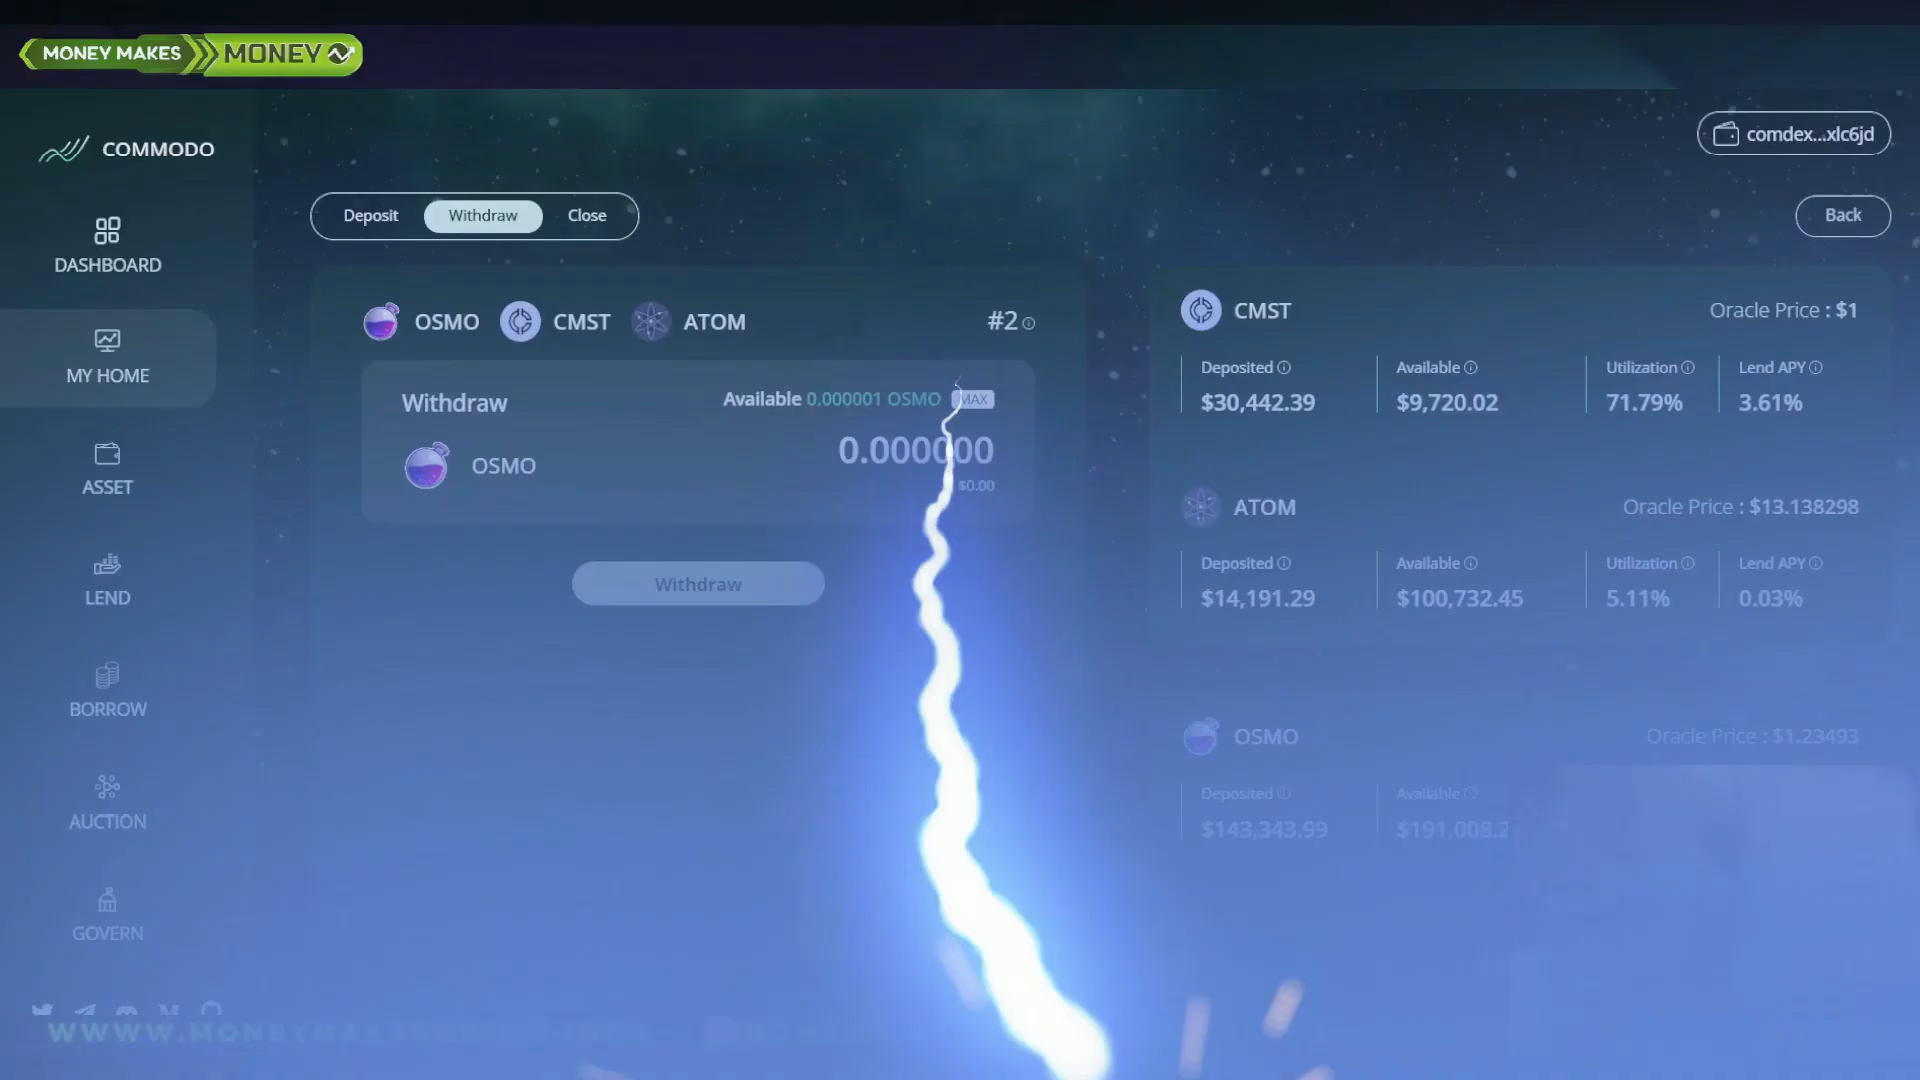 MONEY MAKES MONEY
COMMODO
comdex...xlc6jd
Deposit Withdraw Close
Back
DASHBOARD
MY HOME
ASSET
LEND
BORROW
AUCTION
GOVERN
OSMO CMST ATOM #2
Withdraw Available 0.000001 OSMO MAX
OSMO 0.000000
$0.00
Withdraw
CMST Oracle Price : $1
Deposited Available Utilization Lend APY
$30,442.39 $9,720.02 71.79% 3.61%
ATOM Oracle Price : $13.138298
Deposited Available Utilization Lend APY
$14,191.29 $100,732.45 5.11% 0.03%
OSMO Oracle Price : $1.23493
Deposited Available
$143,343.99 $191,008.2